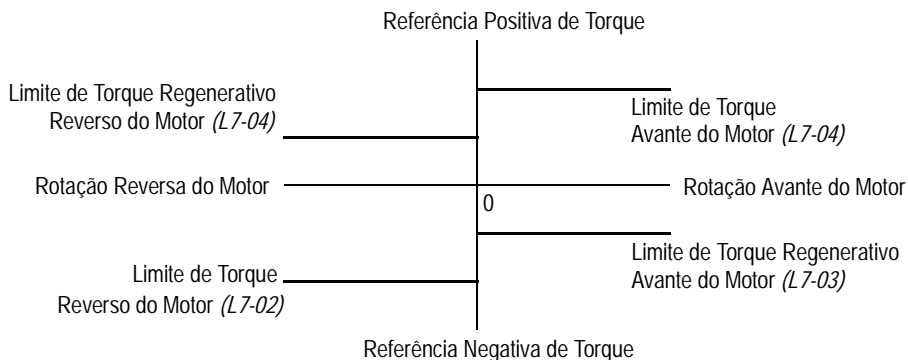 Referência Positiva de Torque
Limite de Torque Regenerativo
Reverso do Motor (L7-04)
Limite de Torque
Avante do Motor (L7-04)
Rotação Reversa do Motor
Rotação Avante do Motor
0
Limite de Torque
Reverso do Motor (L7-02)
Limite de Torque Regenerativo
Avante do Motor (L7-03)
Referência Negativa de Torque